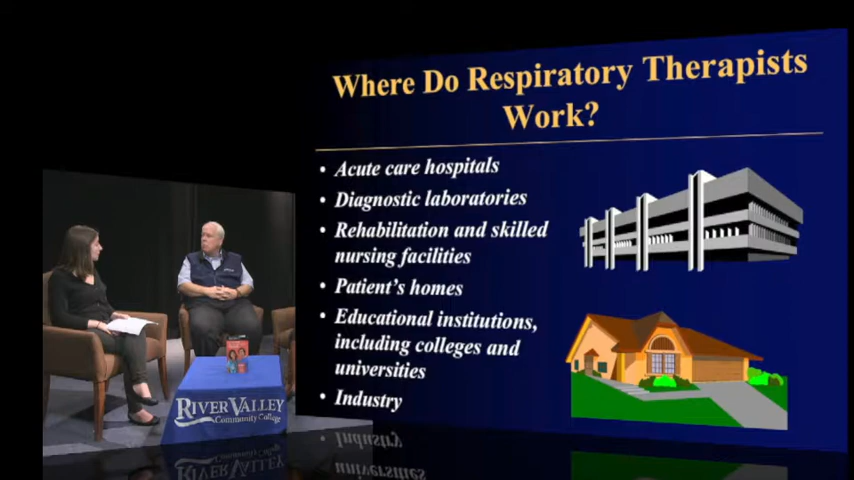 Where Do Respiratory Therapists
Work?
• Acute care hospitals
• Diagnostic laboratories
• Rehabilitation and skilled
nursing facilities
• Patient's homes
• Educational institutions,
including colleges and
universities
• Industry
RIVER VALLEY
Community College